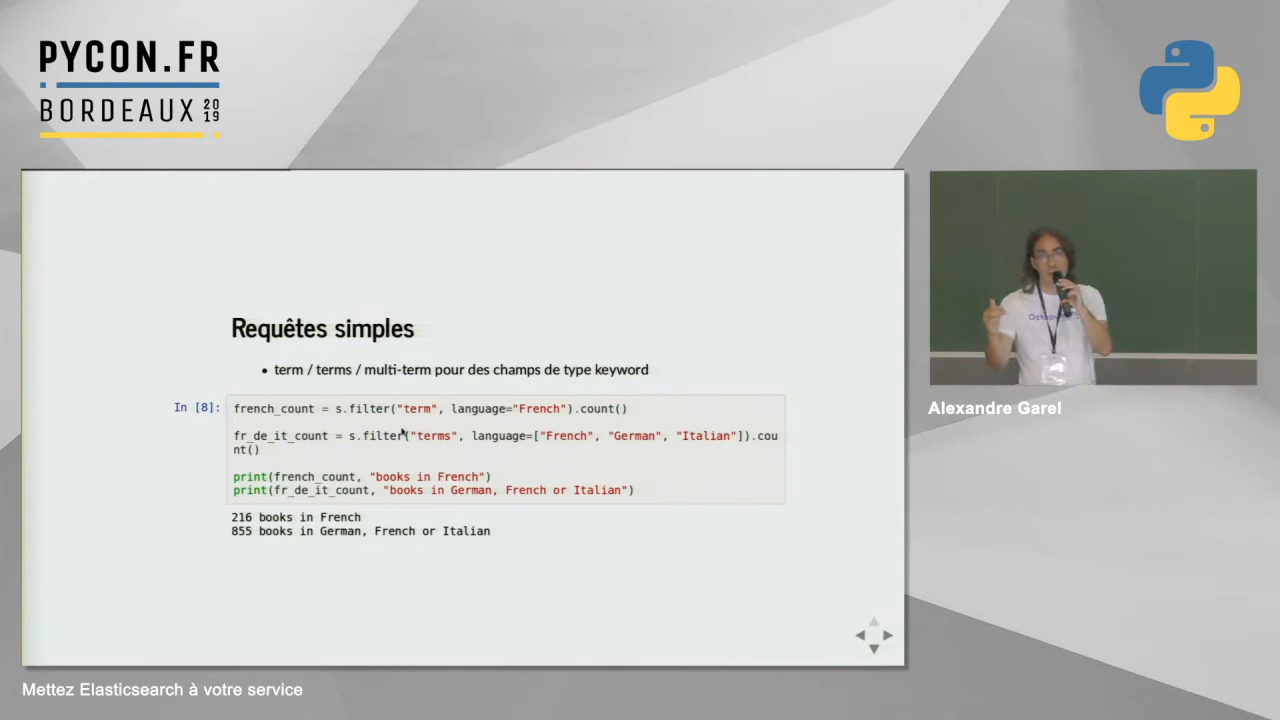 PYCON.FR
BORDEAUX 2019
Requêtes simples
• term / terms / multi-term pour des champs de type keyword
In [8]:
french_count = s.filter("term", language="French").count()
fr_de_it_count = s.filter("terms", language=["French", "German", "Italian"]).cou
nt()
print(french_count, "books in French")
print(fr_de_it_count, "books in German, French or Italian")
216 books in French
855 books in German, French or Italian
Alexandre Garel
Mettez Elasticsearch à votre service